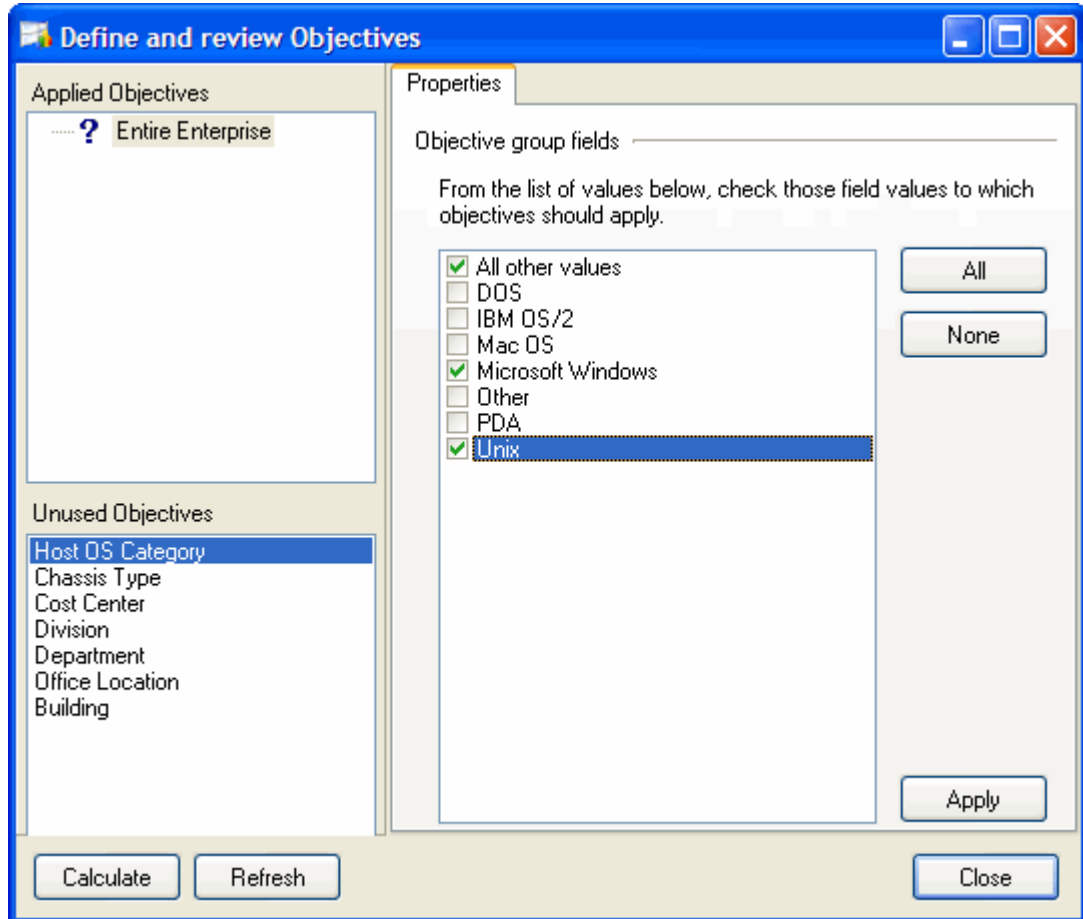 Define and review Objectives
Applied Objectives
? Entire Enterprise
Unused Objectives
Host OS Category
Chassis Type
Cost Center
Division
Department
Office Location
Building
Properties
Objective group fields
From the list of values below, check those field values to which
objectives should apply.
All other values
DOS
IBM OS/2
Mac OS
Microsoft Windows
Other
PDA
Unix
All
None
Apply
Calculate
Refresh
Close